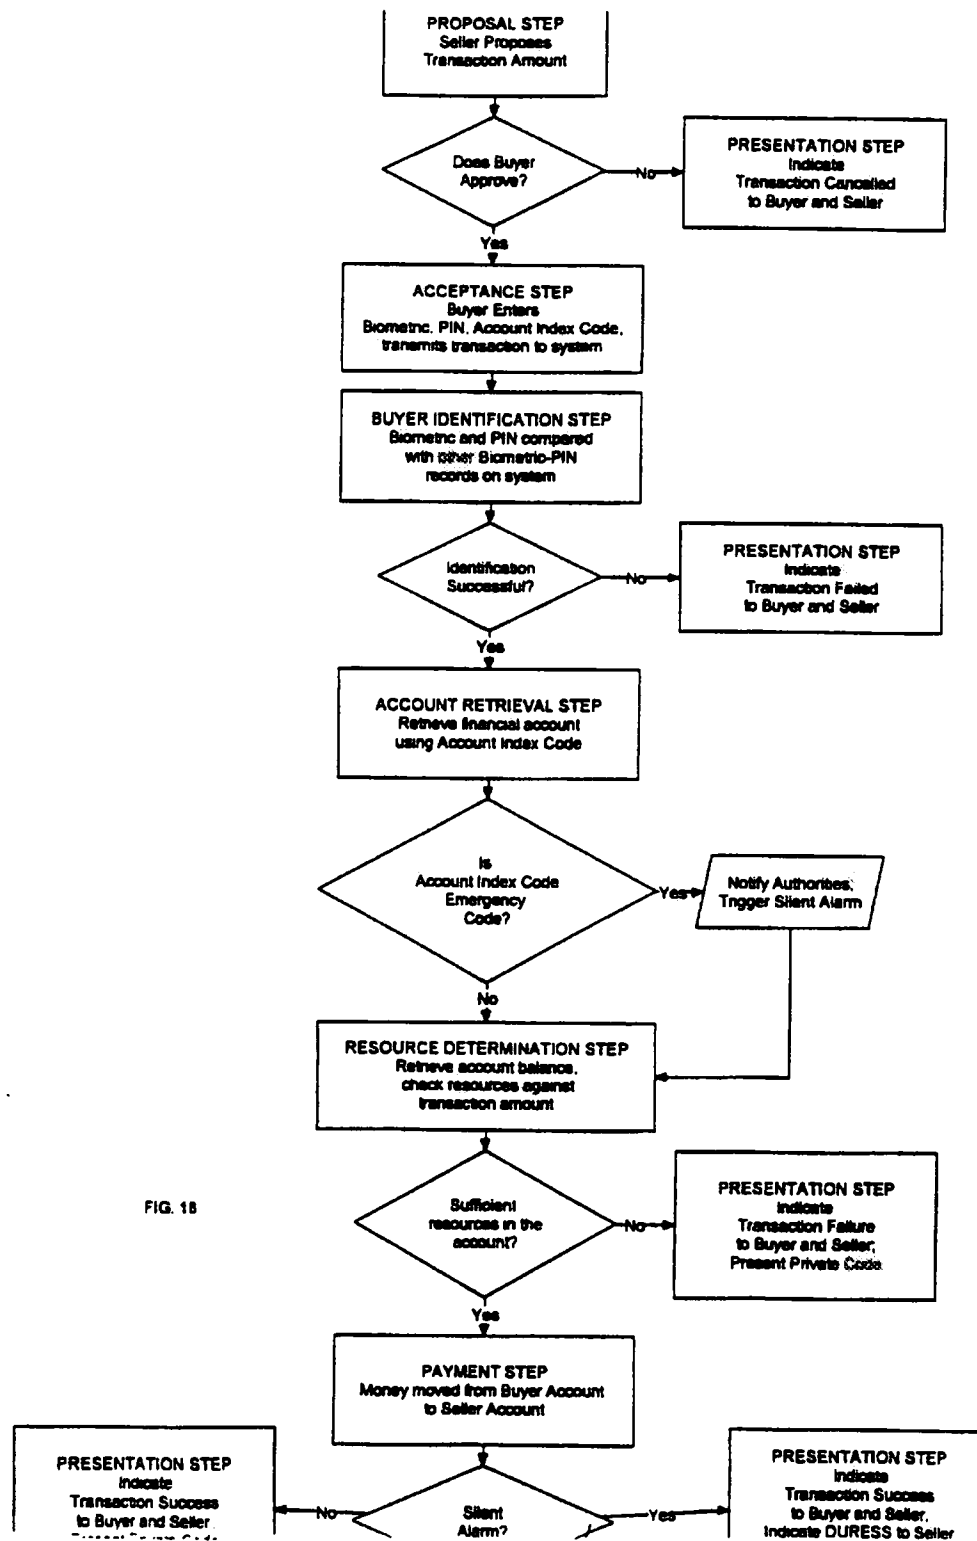 PROPOSAL STEP
Seller Proposes
Transaction Amount
Does Buyer
Approve?
No
PRESENTATION STEP
Indicate
Transaction Cancelled
to Buyer and Seller
Yes
ACCEPTANCE STEP
Buyer Enters
Biometric, PIN, Account Index Code,
transmits transaction to system
BUYER IDENTIFICATION STEP
Biometric and PIN compared
with other Biometric-PIN
records on system
Identification
Successful?
No
PRESENTATION STEP
Indicate
Transaction Failed
to Buyer and Seller
Yes
ACCOUNT RETRIEVAL STEP
Retrieve financial account
using Account Index Code
Is
Account Index Code
Emergency
Code?
Yes
Notify Authorities,
Trigger Silent Alarm
No
RESOURCE DETERMINATION STEP
Retrieve account balance,
check resources against
transaction amount
FIG. 18
Sufficient
resources in the
account?
No
PRESENTATION STEP
Indicate
Transaction Failure
to Buyer and Seller,
Present Private Code
Yes
PAYMENT STEP
Money moved from Buyer Account
to Seller Account
PRESENTATION STEP
Indicate
Transaction Success
to Buyer and Seller
No
Silent
Alarm?
Yes
PRESENTATION STEP
Indicate
Transaction Success
to Buyer and Seller,
Indicate DURESS to Seller